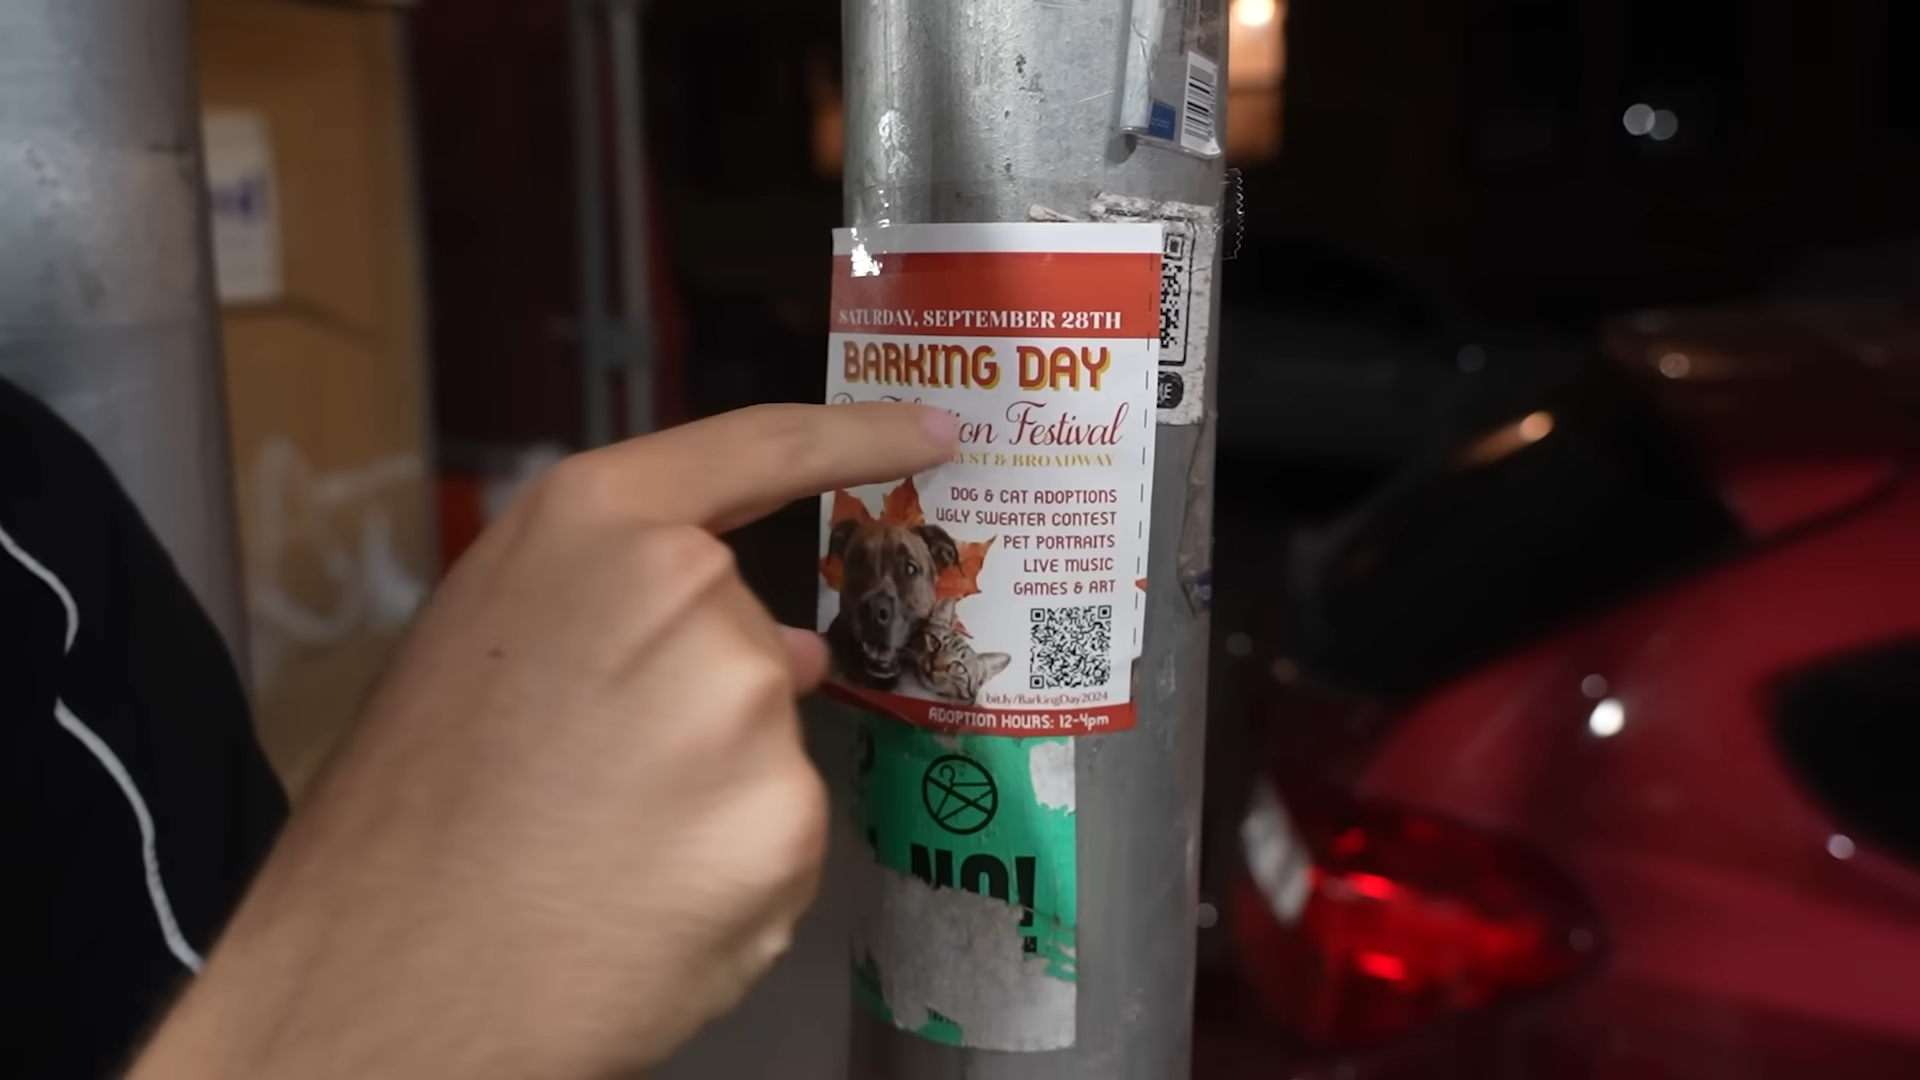 SATURDAY, SEPTEMBER 28TH
BARKING DAY
Festival
ST & BROADWAY
DOG & CAT ADOPTIONS
UGLY SWEATER CONTEST
PET PORTRAITS
LIVE MUSIC
GAMES & ART
bit.ly/BarkingDay2024
ADOPTION HOURS: 12-4pm
NO!